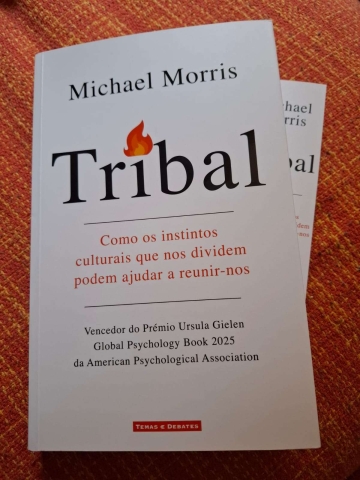 Michael Morris
Tribal
Como os instintos
culturais que nos dividem
podem ajudar a reunir-nos
Vencedor do Prémio Ursula Gielen
Global Psychology Book 2025
da American Psychological Association
TEMAS E DEBATES
hael
rris
bal